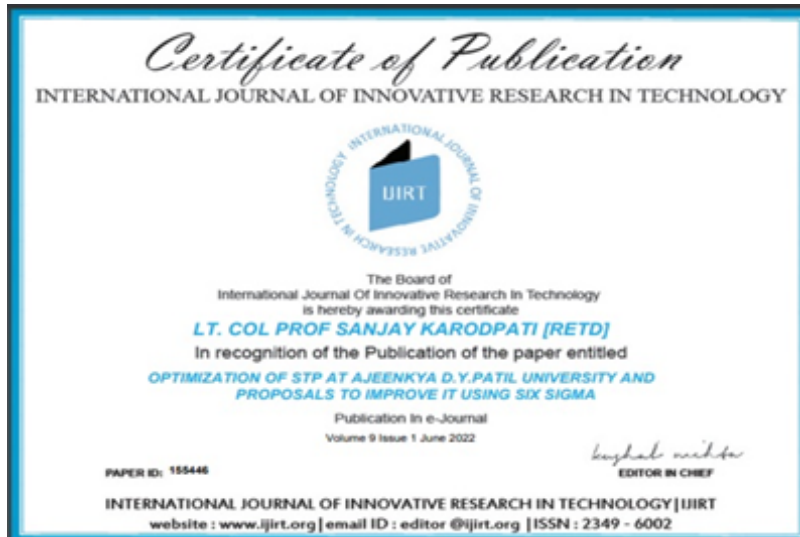 Certificate of Publication
INTERNATIONAL JOURNAL OF INNOVATIVE RESEARCH IN TECHNOLOGY
INTERNATIONAL JOURNAL OF INNOVATIVE RESEARCH IN TECHNOLOGY
IJIRT
The Board of
International Journal Of Innovative Research In Technology
is hereby awarding this certificate
LT. COL PROF SANJAY KARODPATI [RETD]
In recognition of the Publication of the paper entitled
OPTIMIZATION OF STP AT AJEENKYA D.Y.PATIL UNIVERSITY AND
PROPOSALS TO IMPROVE IT USING SIX SIGMA
Publication In e-Journal
Volume 9 Issue 1 June 2022
PAPER ID: 155446
EDITOR IN CHIEF
INTERNATIONAL JOURNAL OF INNOVATIVE RESEARCH IN TECHNOLOGY|IJIRT
website : www.ijirt.org|email ID : editor @ijirt.org |ISSN : 2349 - 6002